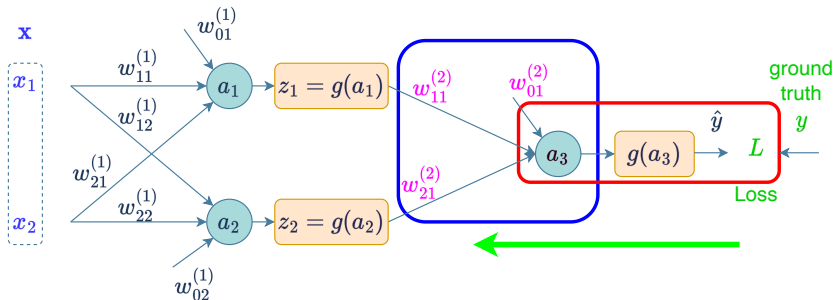 x
x_1
x_2
w_{01}^{(1)}
w_{11}^{(1)}
w_{12}^{(1)}
w_{21}^{(1)}
w_{22}^{(1)}
w_{02}^{(1)}
a_1
z_1 = g(a_1)
a_2
z_2 = g(a_2)
w_{11}^{(2)}
w_{01}^{(2)}
w_{21}^{(2)}
a_3
g(a_3)
ŷ
L
Loss
ground
truth
y